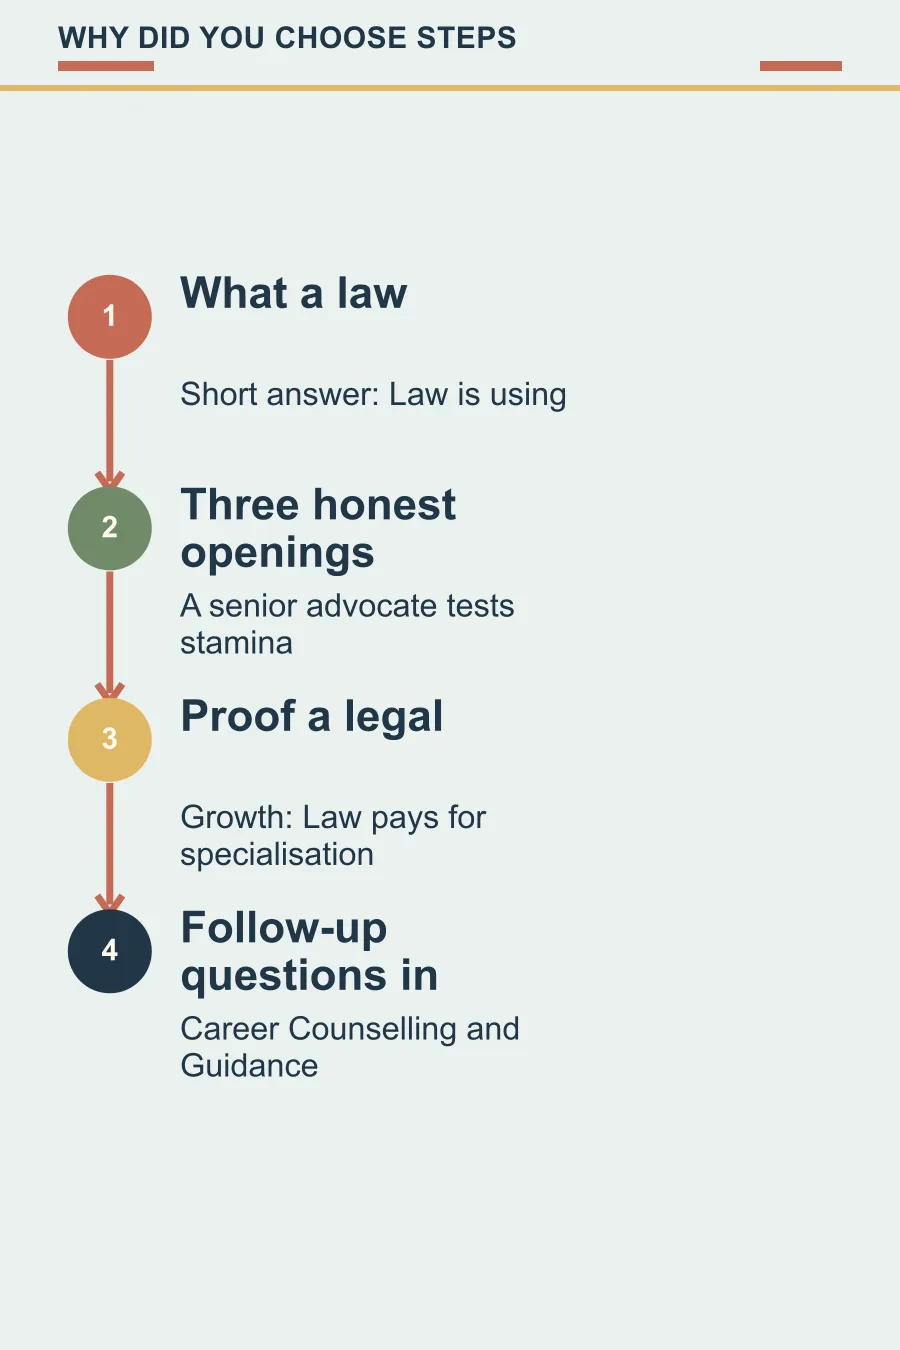 WHY DID YOU CHOOSE STEPS
1
What a law
Short answer: Law is using
2
Three honest
openings
A senior advocate tests
stamina
3
Proof a legal
Growth: Law pays for
specialisation
4
Follow-up
questions in
Career Counselling and
Guidance